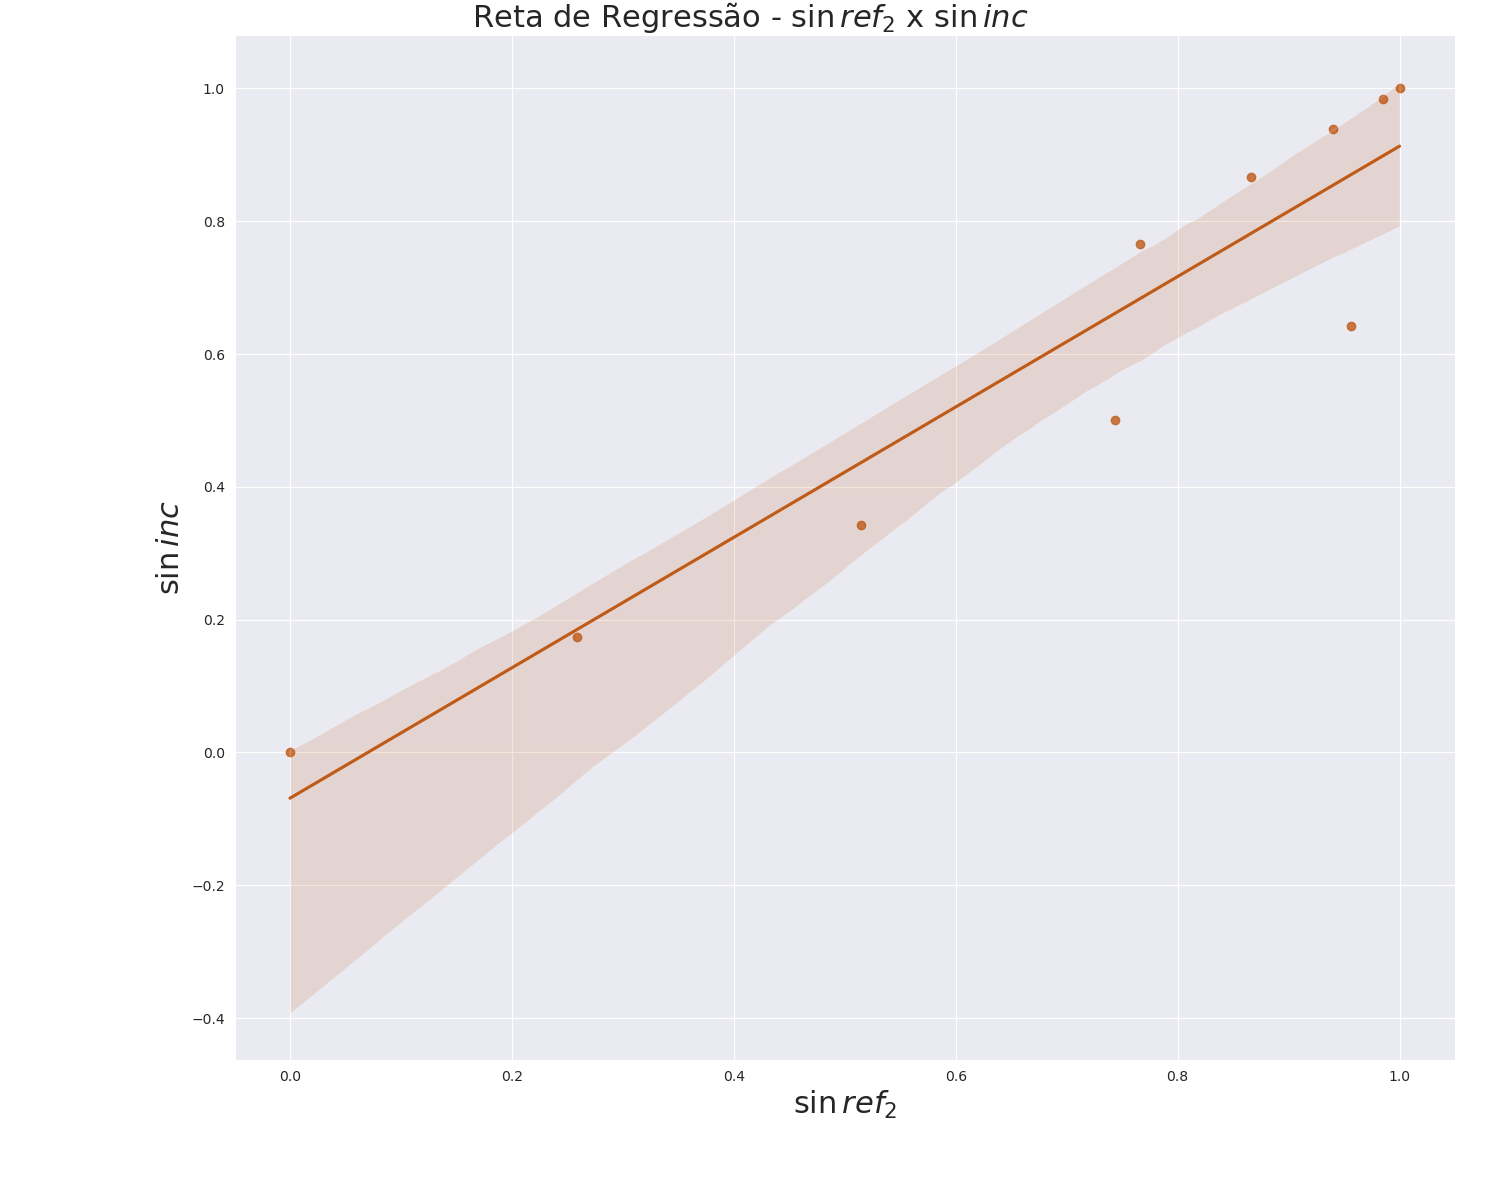 Reta de Regressão - sin ref₂ x sin inc
1.0
0.8
0.6
0.4
0.2
0.0
−0.2
−0.4
sin inc
0.0 0.2 0.4 0.6 0.8 1.0
sin ref₂